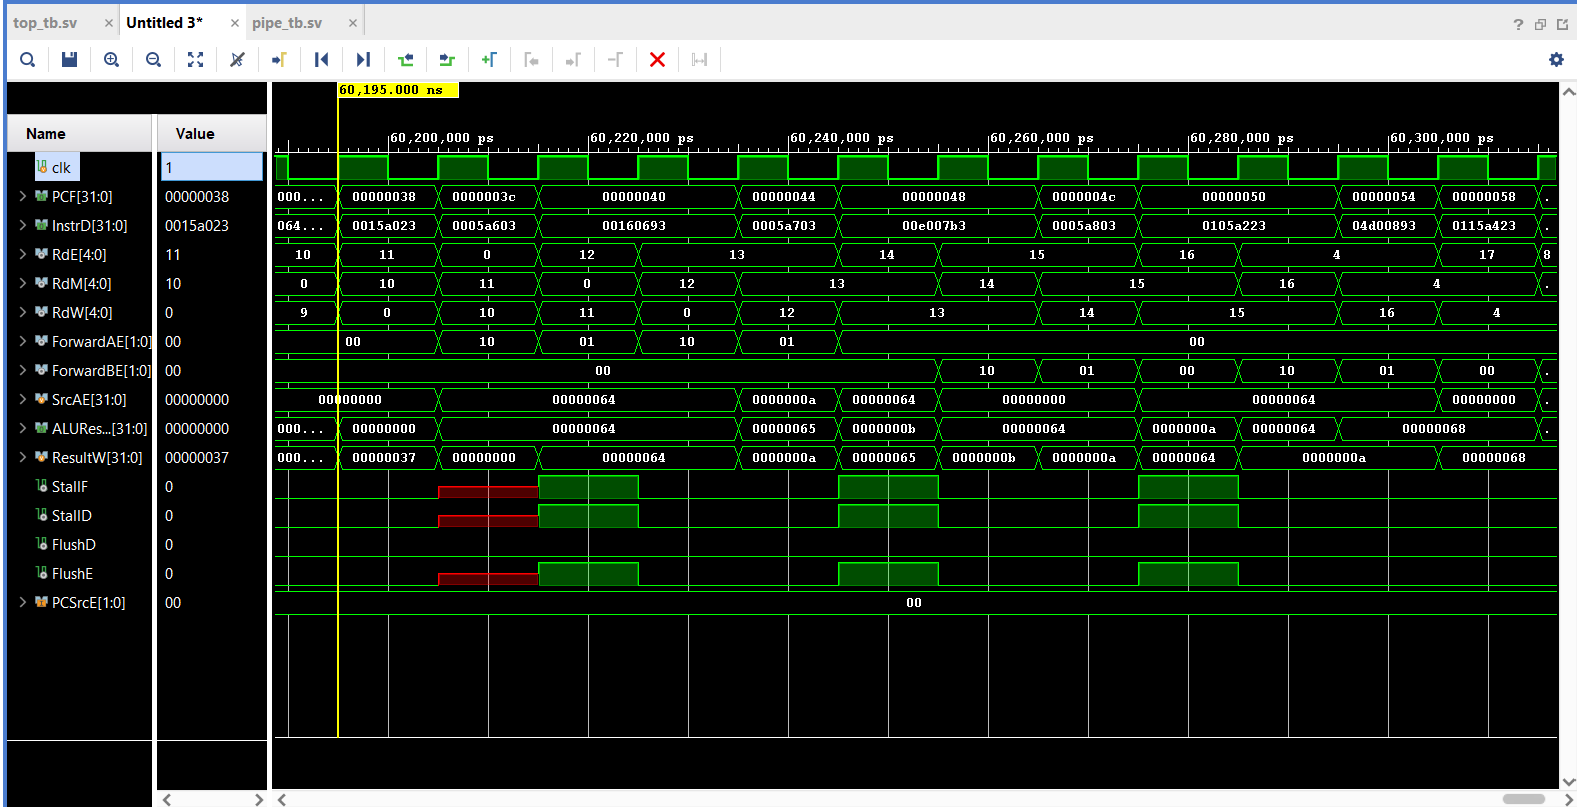 top_tb.sv × Untitled 3* × pipe_tb.sv ×
?
60,195.000 ns
60,200,000 ps 60,220,000 ps 60,240,000 ps 60,260,000 ps 60,280,000 ps 60,300,000 ps
Name Value
clk 1
PCF[31:0] 00000038 000... 00000038 0000003c 00000040 00000044 00000048 0000004c 00000050 00000054 00000058 .
InstrD[31:0] 0015a023 064... 0015a023 0005a603 00160693 0005a703 00e007b3 0005a803 0105a223 04d00893 0115a423 .
RdE[4:0] 11 10 11 0 12 13 14 15 16 4 17 8
RdM[4:0] 10 0 10 11 0 12 13 14 15 16 4 .
RdW[4:0] 0 9 0 10 11 0 12 13 14 15 16 4
ForwardAE[1:0] 00 00 10 01 10 01 00
ForwardBE[1:0] 00 00 10 01 00 10 01 00 .
SrcAE[31:0] 00000000 00000000 00000064 0000000a 00000064 00000000 00000064 00000000 .
ALURes...[31:0] 00000000 000... 00000000 00000064 00000065 0000000b 00000064 0000000a 00000064 00000068 .
ResultW[31:0] 00000037 000... 00000037 00000000 00000064 0000000a 00000065 0000000b 0000000a 00000064 0000000a 00000068
StallF 0
StallD 0
FlushD 0
FlushE 0
PCSrcE[1:0] 00 00